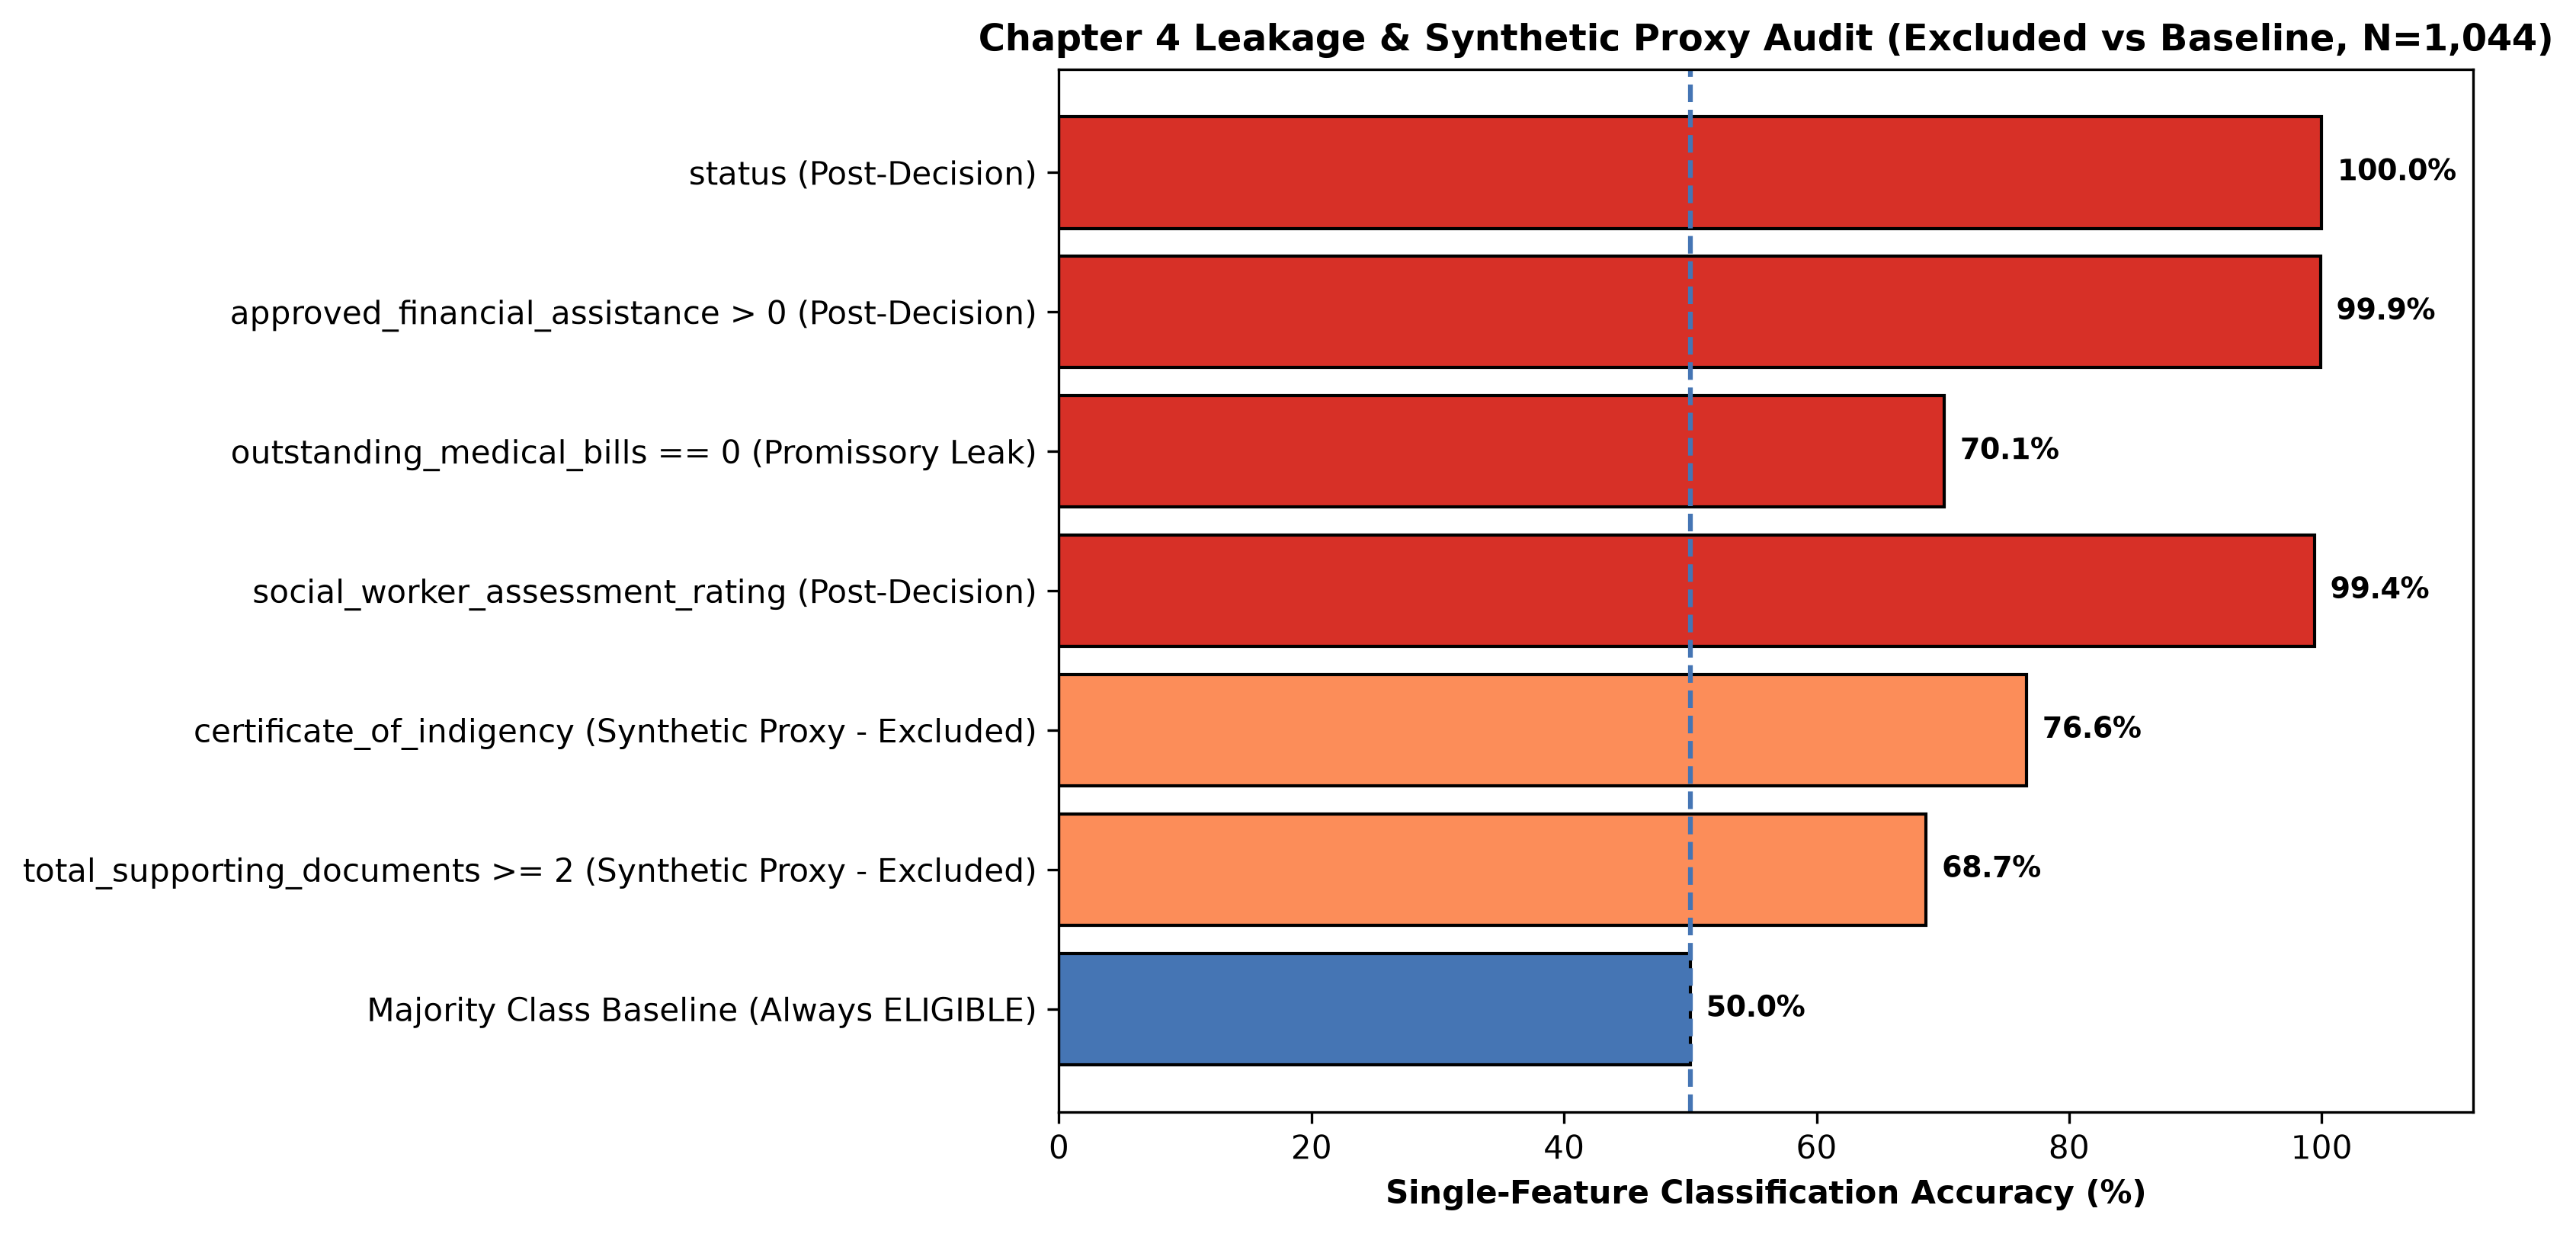 Chapter 4 Leakage & Synthetic Proxy Audit (Excluded vs Baseline, N=1,044)
status (Post-Decision)
100.0%
approved_financial_assistance > 0 (Post-Decision)
99.9%
outstanding_medical_bills == 0 (Promissory Leak)
70.1%
social_worker_assessment_rating (Post-Decision)
99.4%
certificate_of_indigency (Synthetic Proxy - Excluded)
76.6%
total_supporting_documents >= 2 (Synthetic Proxy - Excluded)
68.7%
Majority Class Baseline (Always ELIGIBLE)
50.0%
0 20 40 60 80 100
Single-Feature Classification Accuracy (%)